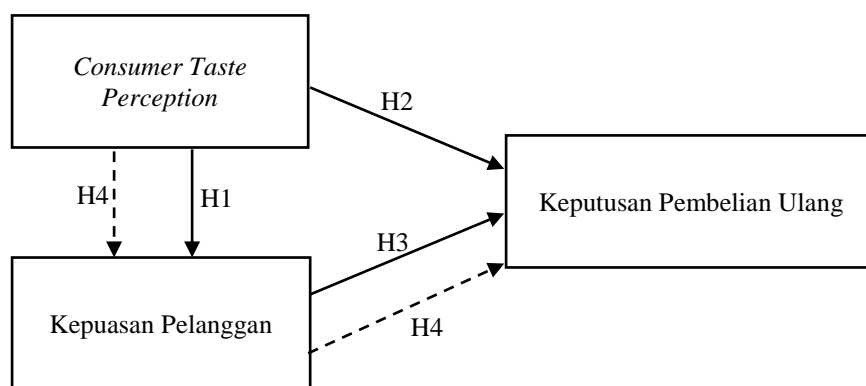 Consumer Taste
Perception
H2
Keputusan Pembelian Ulang
H4
H1
H3
Kepuasan Pelanggan
H4